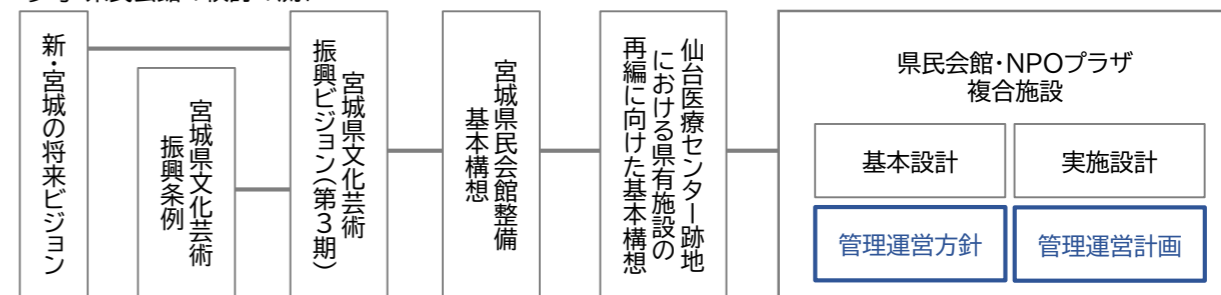 新・宮城の将来ビジョン
宮城県文化芸術
振興条例
宮城県文化芸術
振興ビジョン(第3期)
宮城県民会館整備
基本構想
仙台医療センター跡地
における県有施設の
再編に向けた基本構想
県民会館・NPOプラザ
複合施設
基本設計
実施設計
管理運営方針
管理運営計画